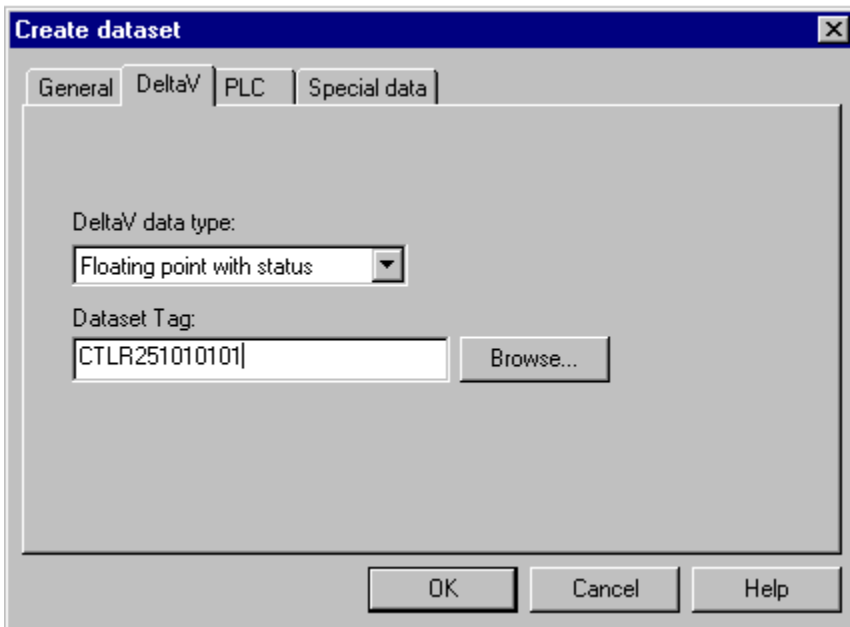 Create dataset
General DeltaV PLC Special data
DeltaV data type:
Floating point with status
Dataset Tag:
CTLR251010101
Browse...
OK Cancel Help